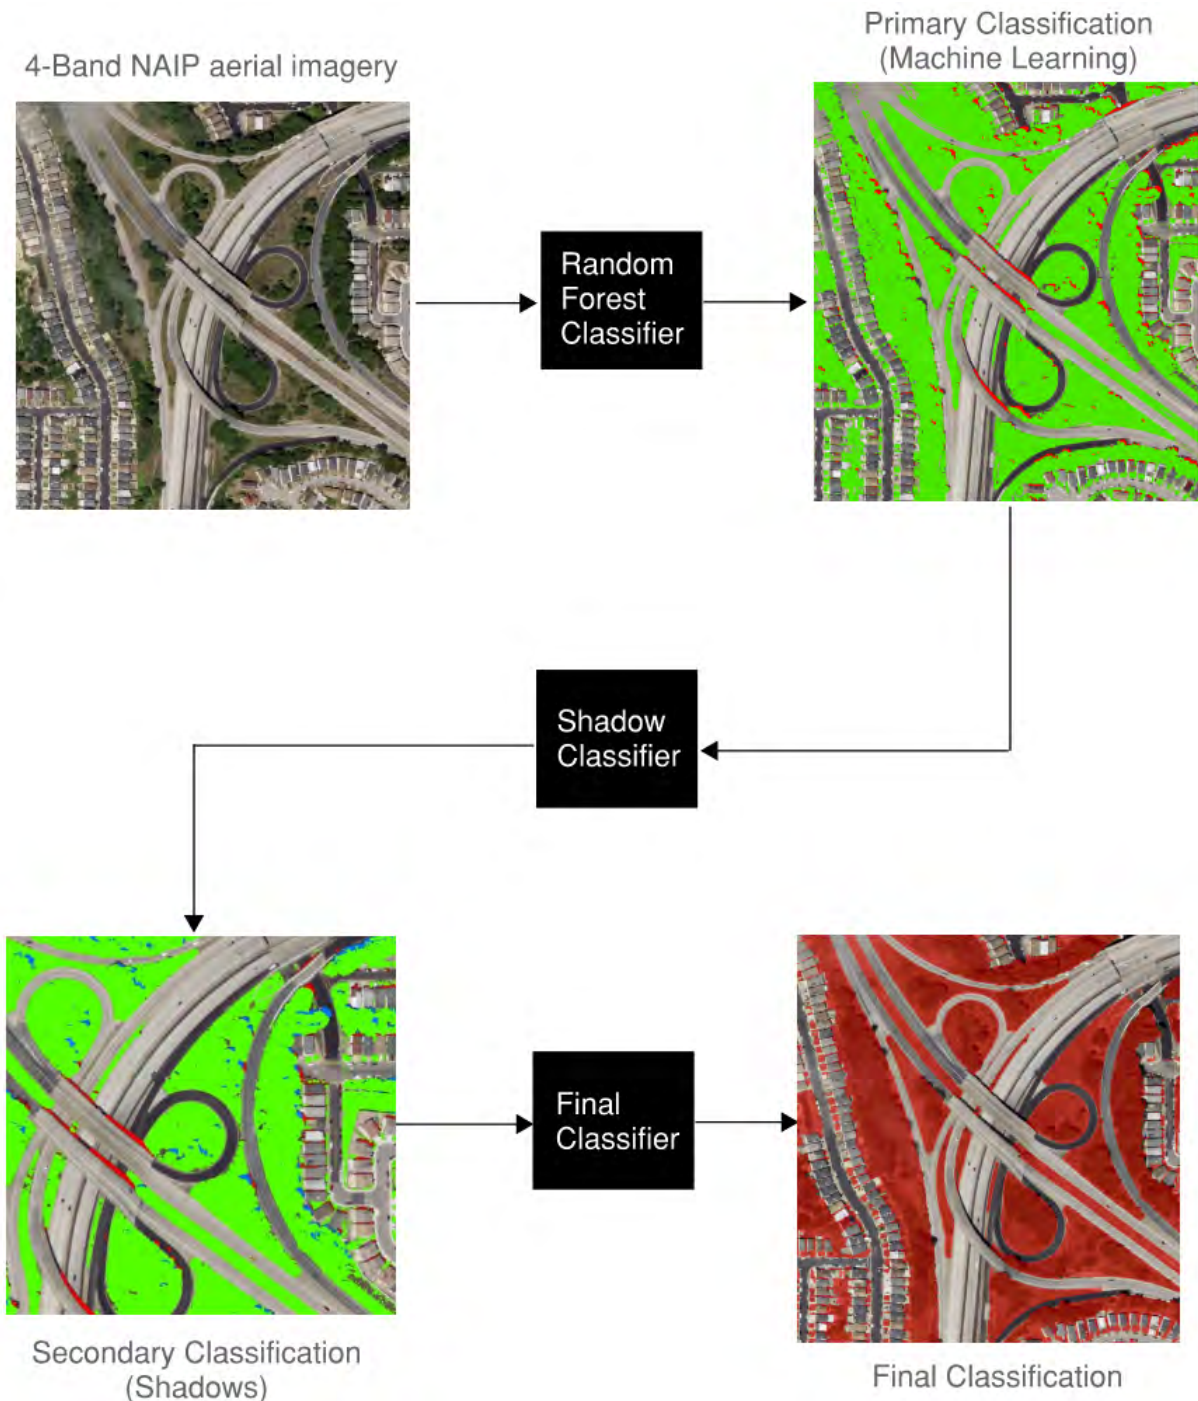 4-Band NAIP aerial imagery
Primary Classification
(Machine Learning)
Random
Forest
Classifier
Shadow
Classifier
Final
Classifier
Secondary Classification
(Shadows)
Final Classification